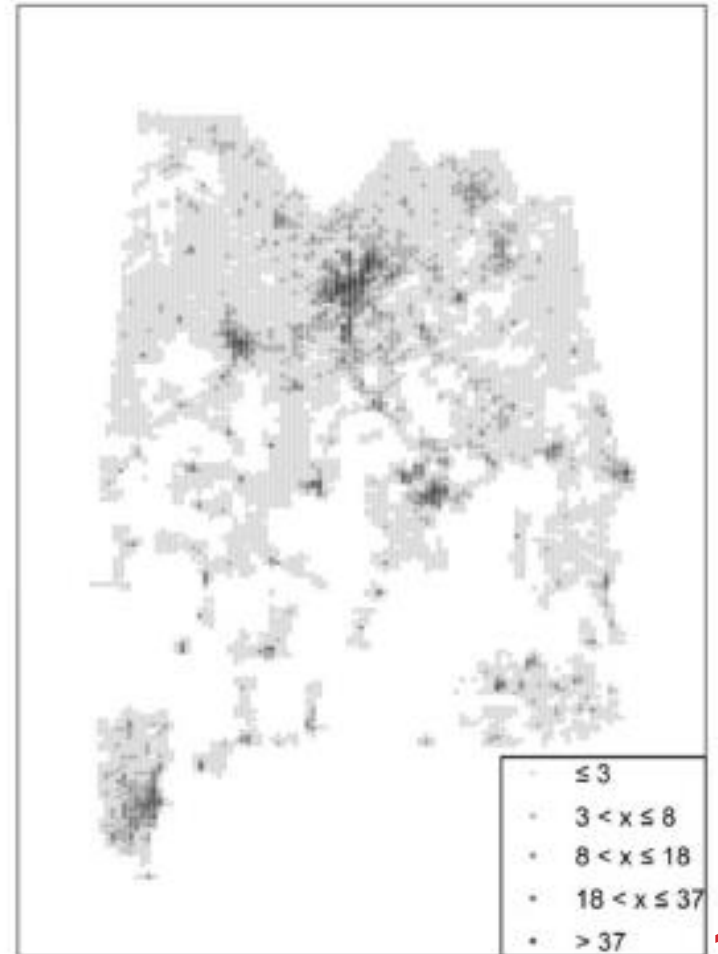 ≤ 3
3 < x ≤ 8
8 < x ≤ 18
18 < x ≤ 37
> 37